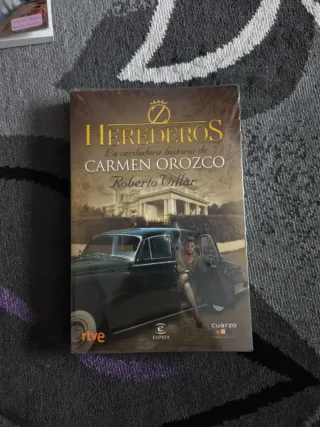 HEREDEROS
La verdadera historia de
CARMEN OROZCO
Roberto Villar
rtve
ESPASA
cuarzo